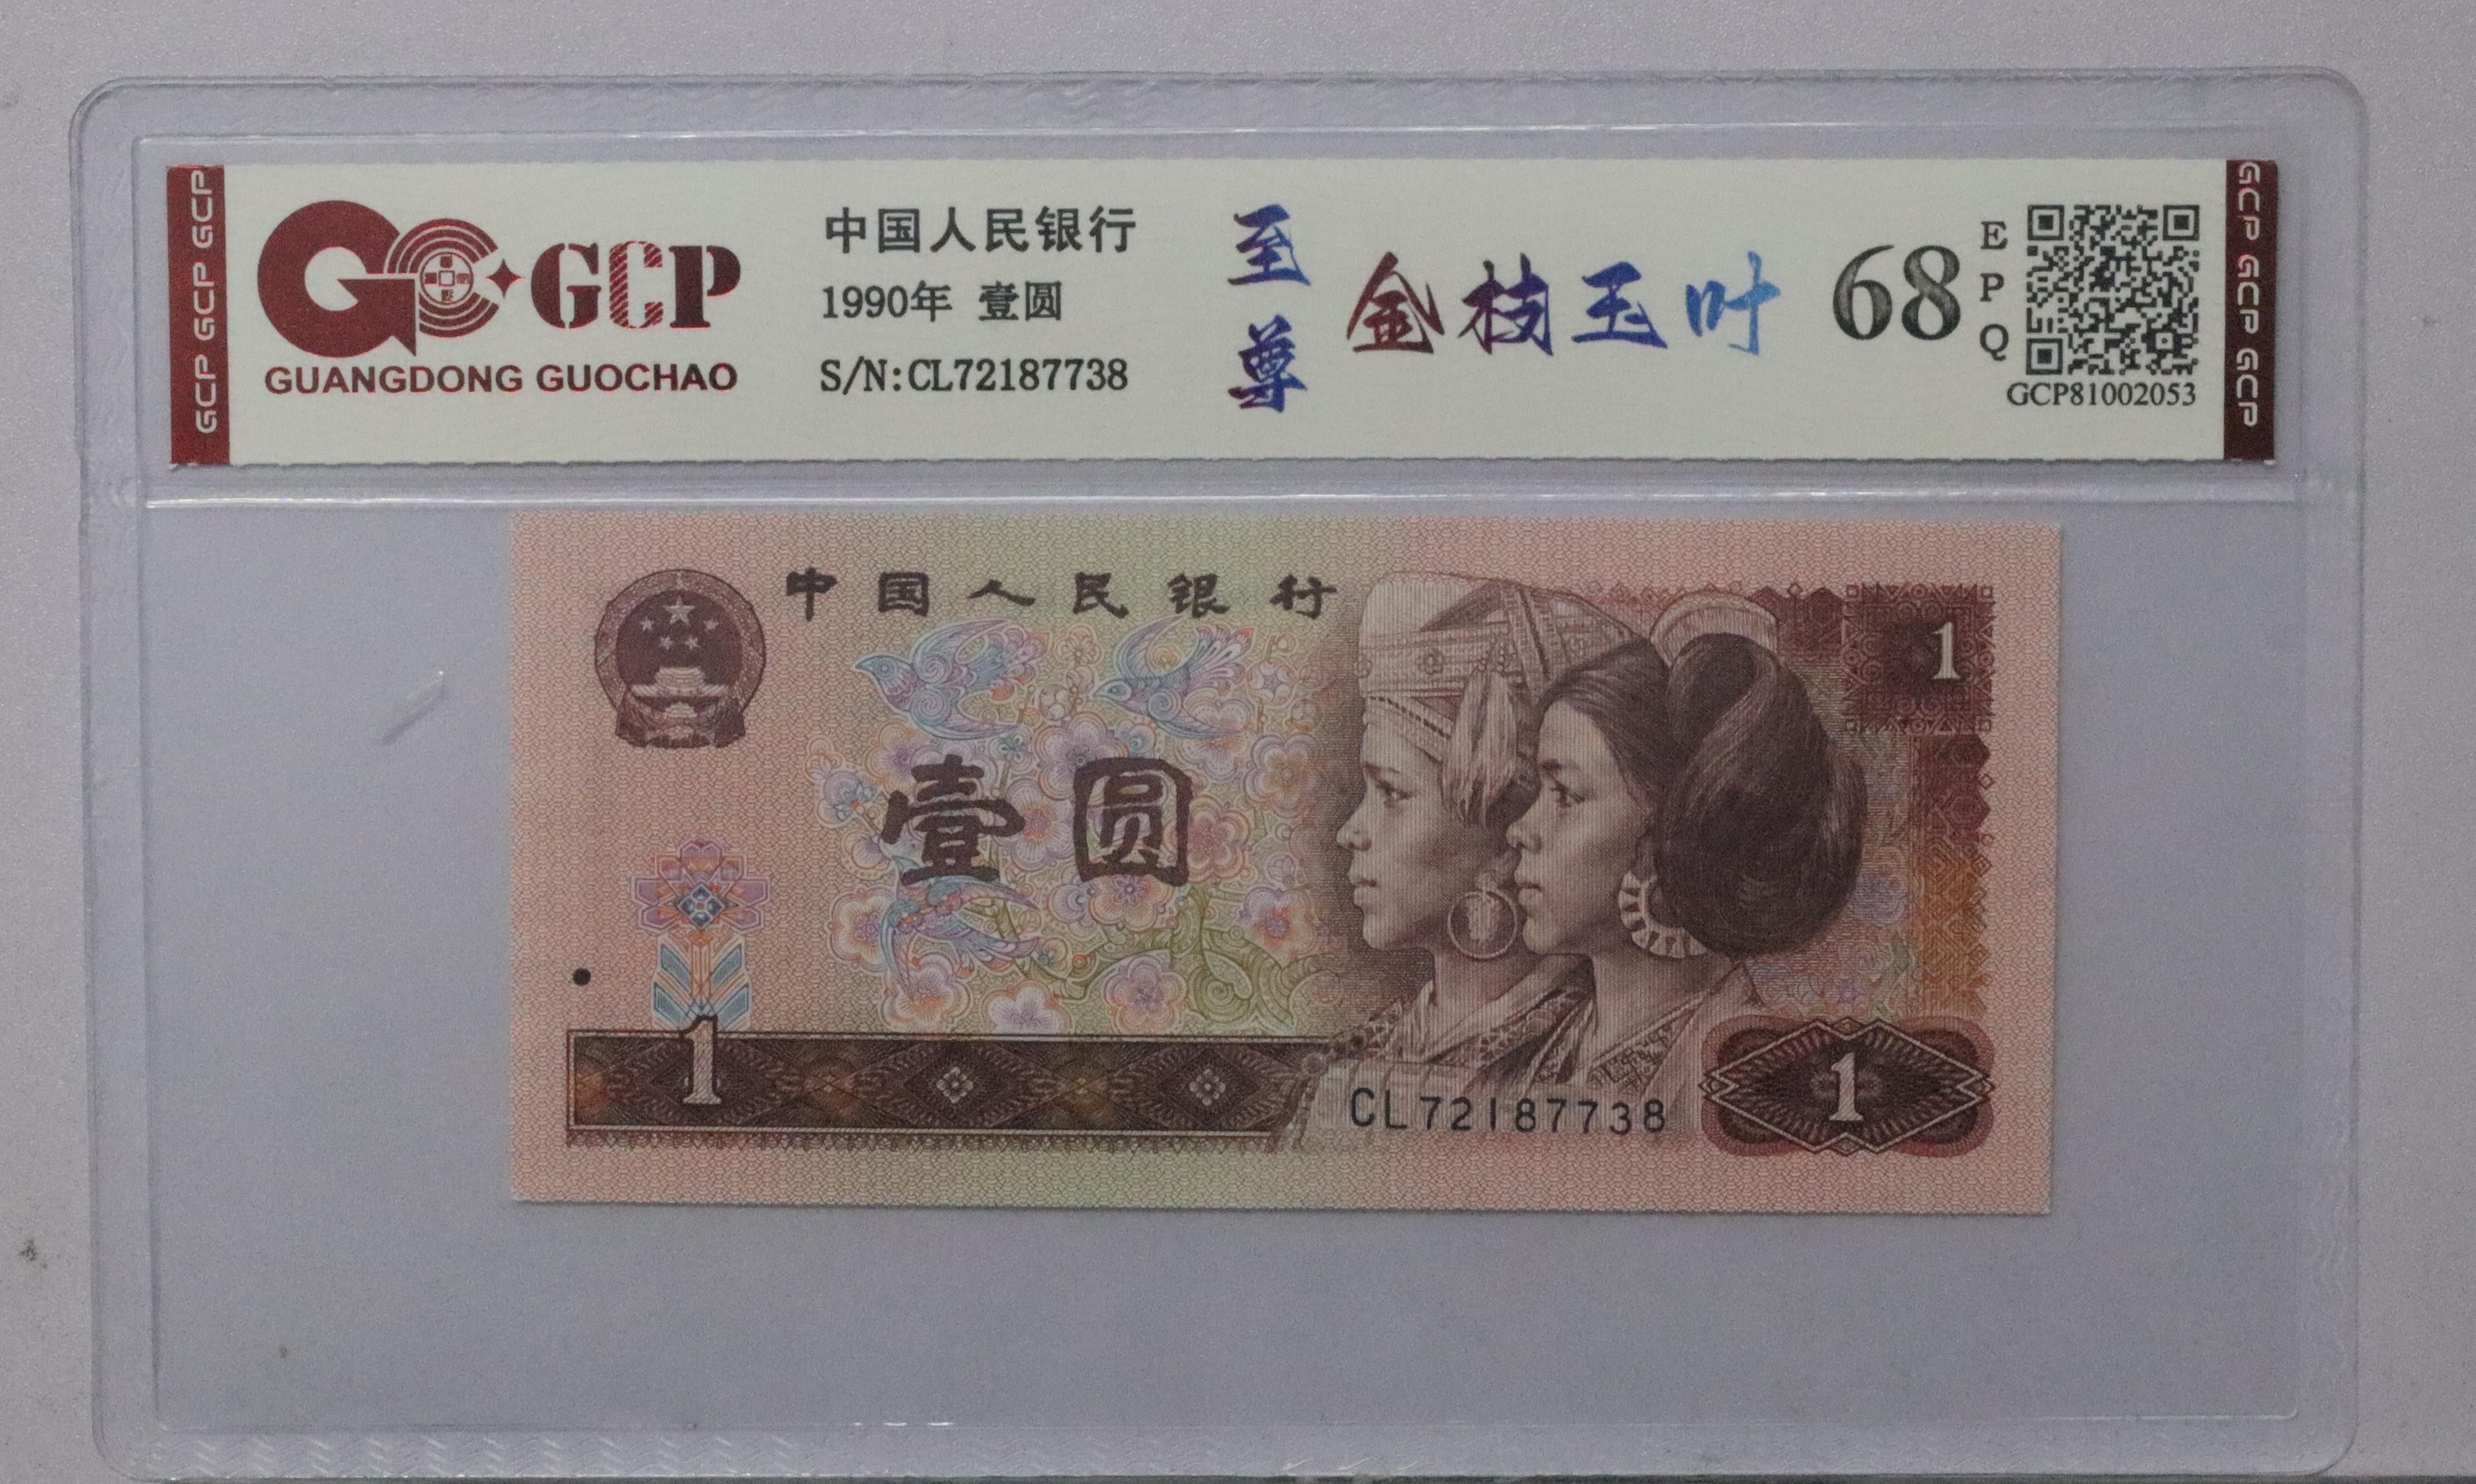 GCP GCP GCP
GCP
GUANGDONG GUOCHAO
中国人民银行
1990年 壹圆
S/N:CL72187738
至尊
金枝玉叶
68
EPQ
GCP81002053
GCP GCP GCP
中国人民银行
1
壹圆
1
CL72187738
1